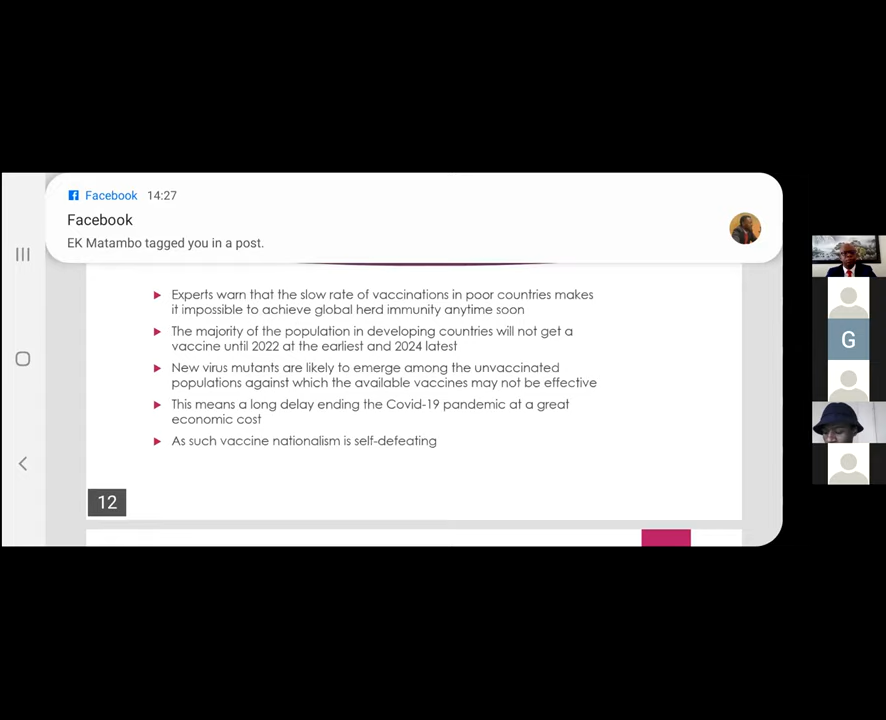 Facebook 14:27
Facebook
EK Matambo tagged you in a post.
Experts warn that the slow rate of vaccinations in poor countries makes
it impossible to achieve global herd immunity anytime soon
The majority of the population in developing countries will not get a
vaccine until 2022 at the earliest and 2024 latest
New virus mutants are likely to emerge among the unvaccinated
populations against which the available vaccines may not be effective
This means a long delay ending the Covid-19 pandemic at a great
economic cost
As such vaccine nationalism is self-defeating
12
G